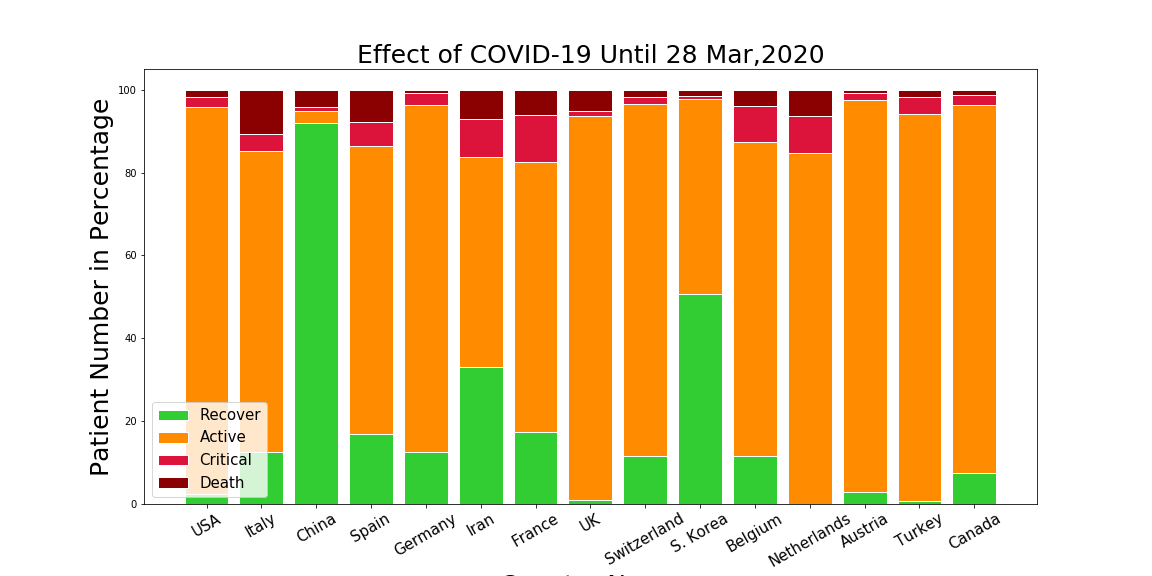 Effect of COVID-19 Until 28 Mar,2020
Patient Number in Percentage
100
80
60
40
20
0
Recover
Active
Critical
Death
USA
Italy
China
Spain
Germany
Iran
France
UK
Switzerland
S. Korea
Belgium
Netherlands
Austria
Turkey
Canada